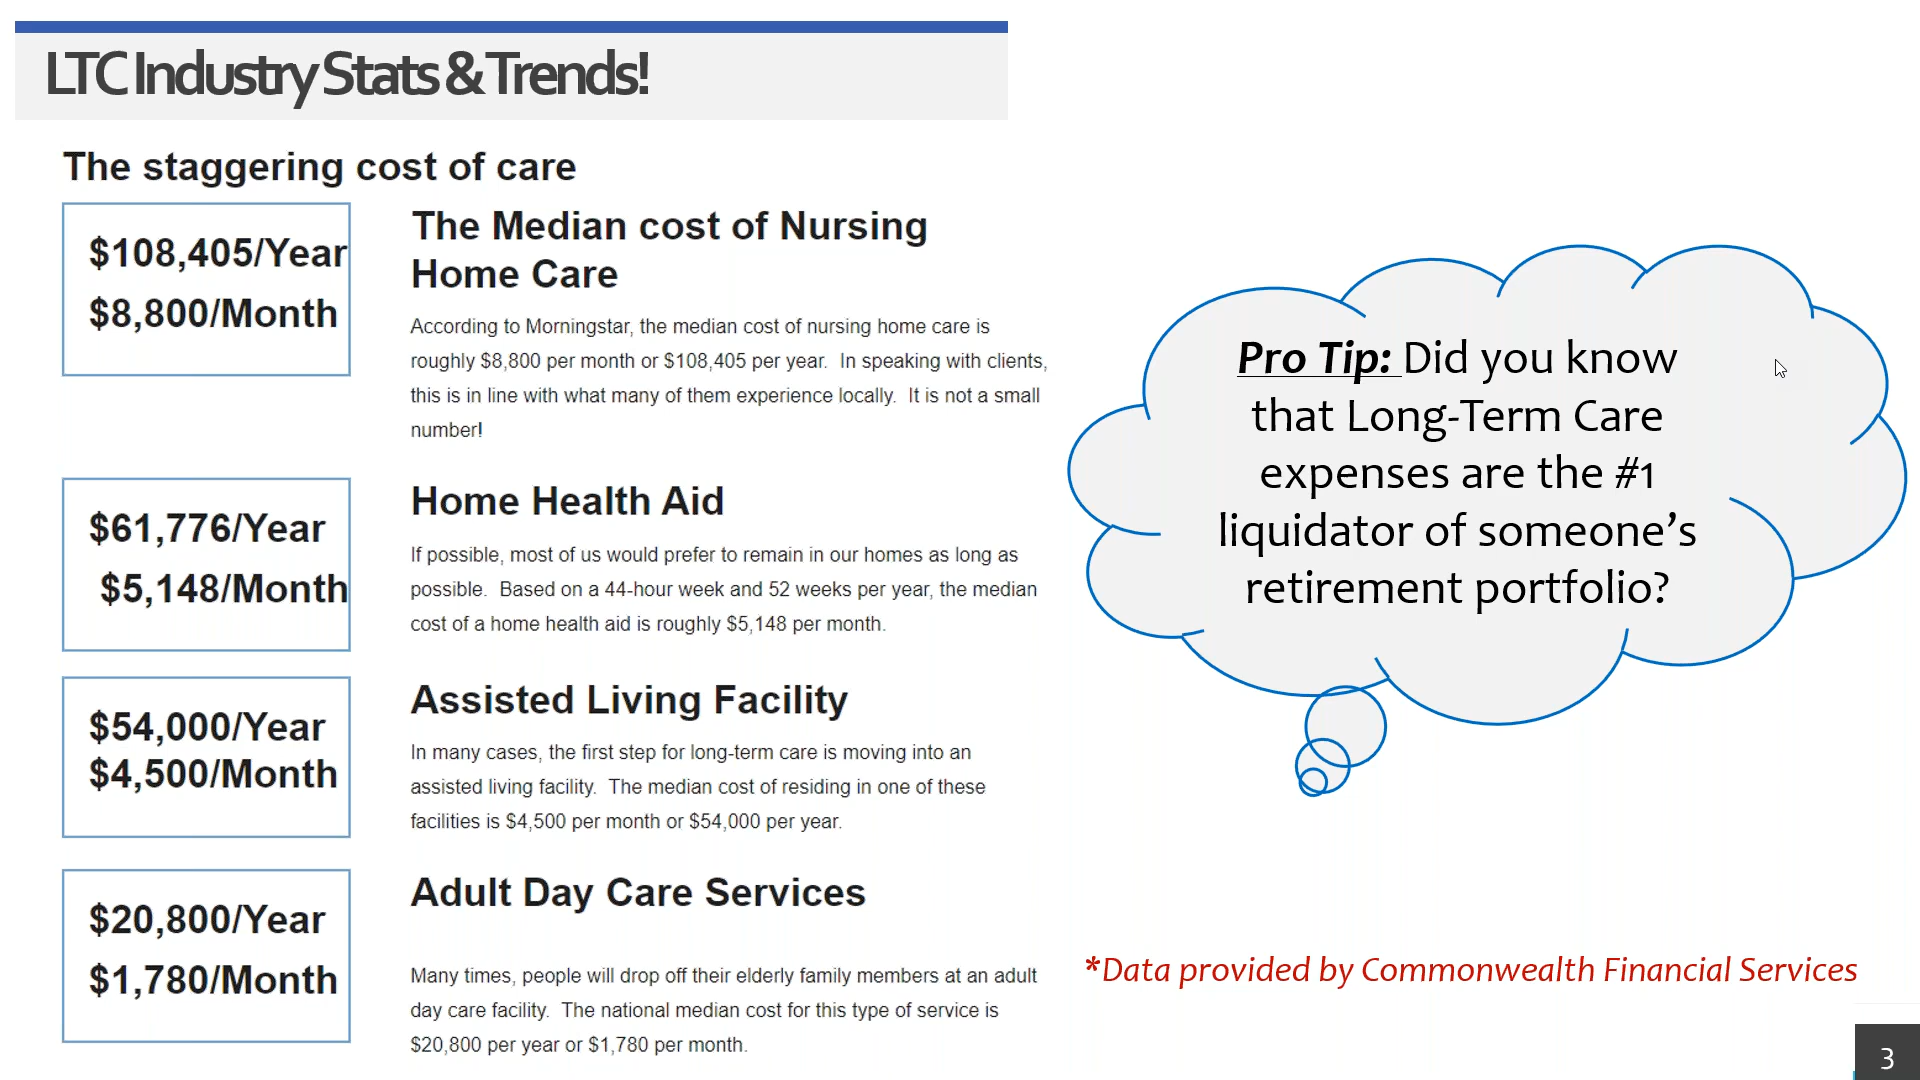 LTC Industry Stats & Trends!
The staggering cost of care
$108,405/Year
$8,800/Month
The Median cost of Nursing
Home Care
According to Morningstar, the median cost of nursing home care is
roughly $8,800 per month or $108,405 per year.  In speaking with clients,
this is in line with what many of them experience locally.  It is not a small
number!
$61,776/Year
$5,148/Month
Home Health Aid
If possible, most of us would prefer to remain in our homes as long as
possible.  Based on a 44-hour week and 52 weeks per year, the median
cost of a home health aid is roughly $5,148 per month.
$54,000/Year
$4,500/Month
Assisted Living Facility
In many cases, the first step for long-term care is moving into an
assisted living facility.  The median cost of residing in one of these
facilities is $4,500 per month or $54,000 per year.
$20,800/Year
$1,780/Month
Adult Day Care Services
Many times, people will drop off their elderly family members at an adult
day care facility.  The national median cost for this type of service is
$20,800 per year or $1,780 per month.
Pro Tip: Did you know
that Long-Term Care
expenses are the #1
liquidator of someone’s
retirement portfolio?
*Data provided by Commonwealth Financial Services
3